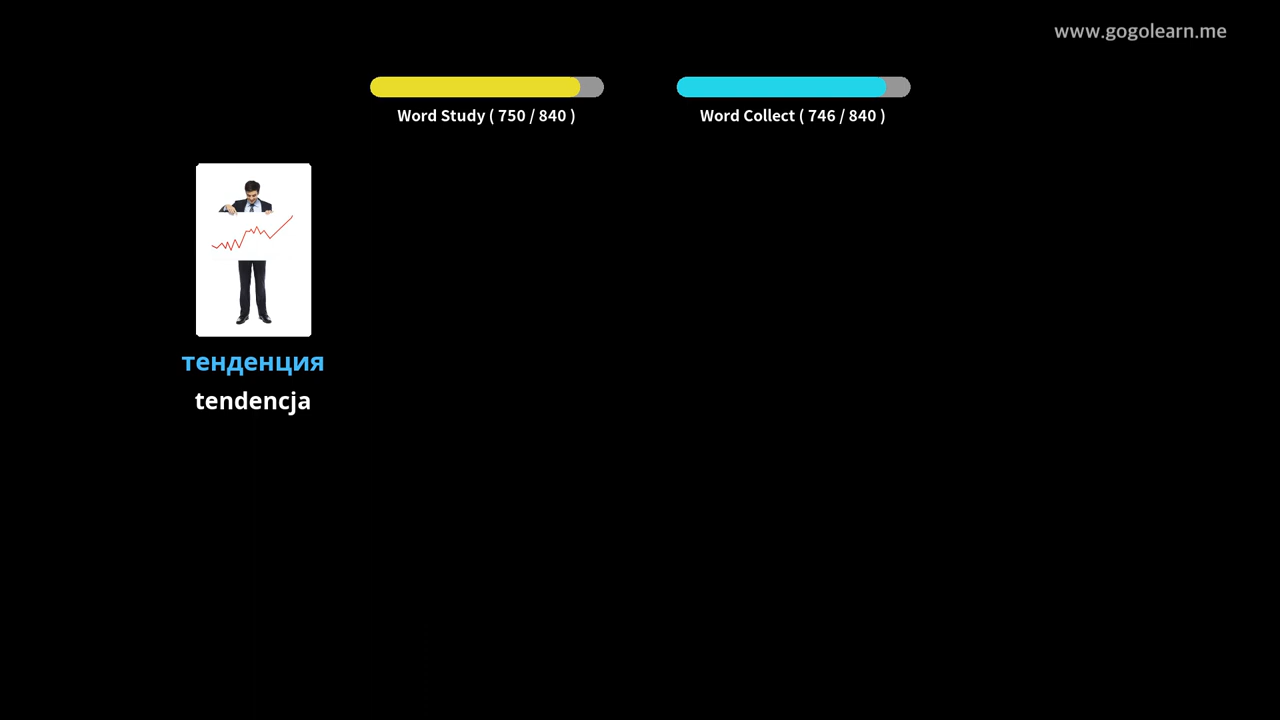 www.gogolearn.me
Word Study ( 750 / 840 )
Word Collect ( 746 / 840 )
тенденция
tendencja